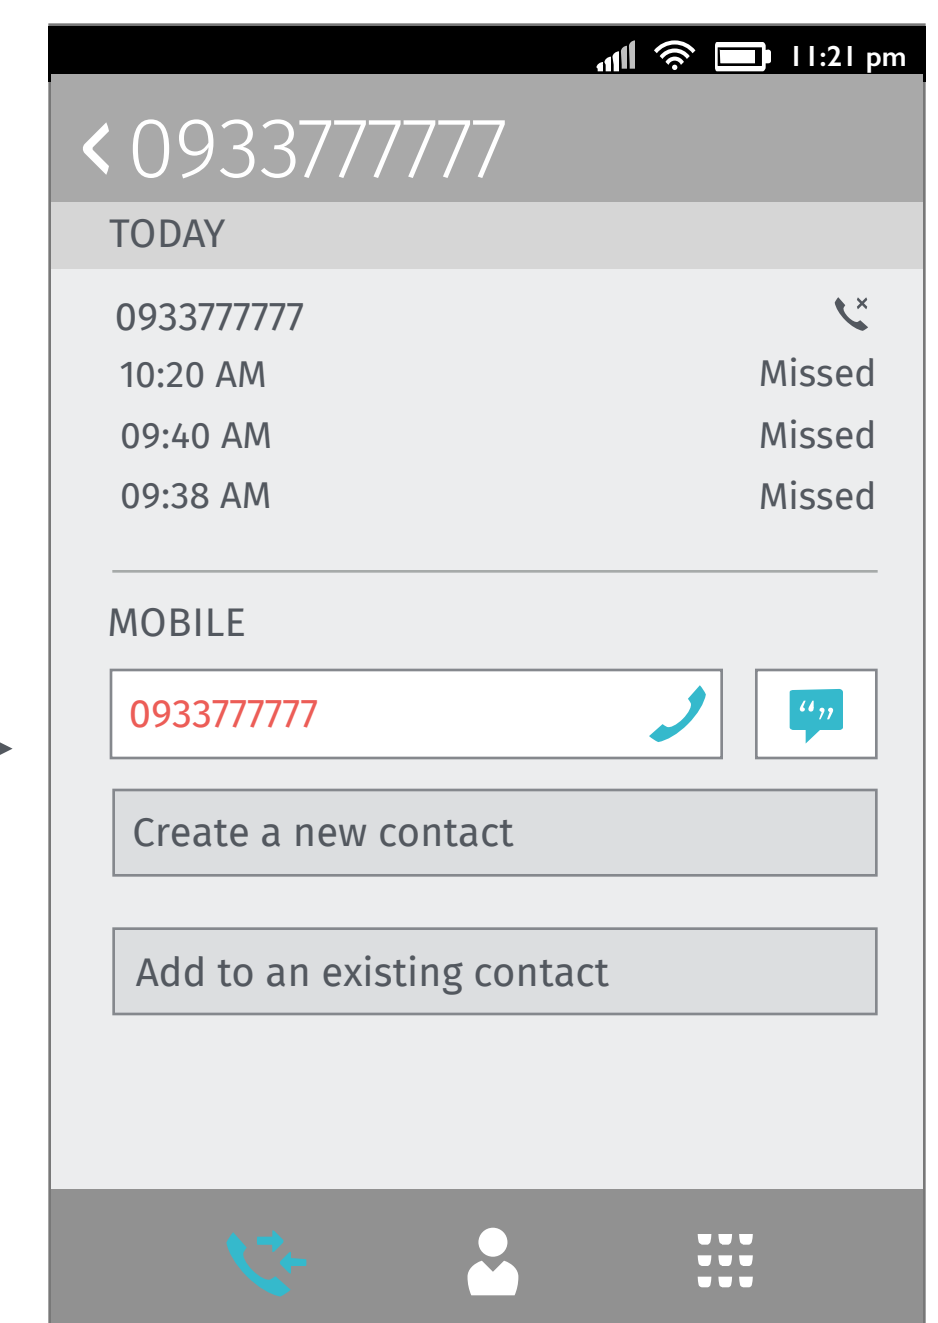 11:21 pm
0933777777
TODAY
0933777777
10:20 AM Missed
09:40 AM Missed
09:38 AM Missed
MOBILE
0933777777
Create a new contact
Add to an existing contact